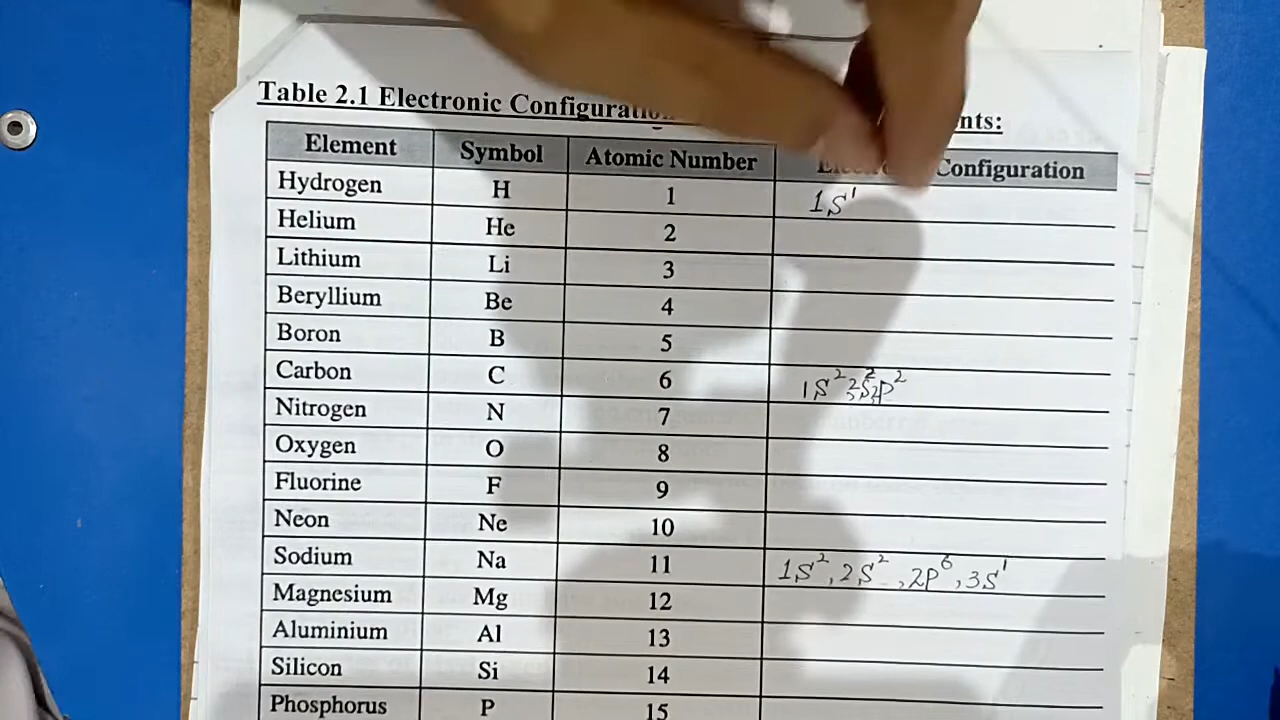 Table 2.1 Electronic nts:
Element Symbol Atomic Number Configuration
Hydrogen H 1 1s¹
Helium He 2
Lithium Li 3
Beryllium Be 4
Boron B 5
Carbon C 6 1s² 2s² 2p²
Nitrogen N 7
Oxygen O 8
Fluorine F 9
Neon Ne 10
Sodium Na 11 1s², 2s², 2p⁶, 3s¹
Magnesium Mg 12
Aluminium Al 13
Silicon Si 14
Phosphorus P 15